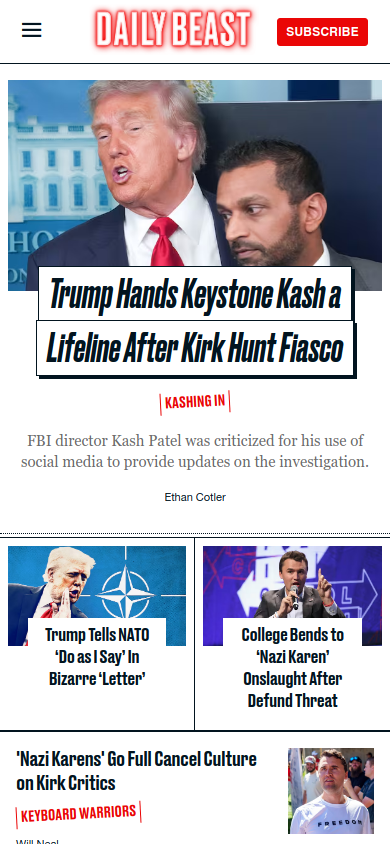 DAILY BEAST
SUBSCRIBE
Trump Hands Keystone Kash a
Lifeline After Kirk Hunt Fiasco
KASHING IN
FBI director Kash Patel was criticized for his use of
social media to provide updates on the investigation.
Ethan Cotler
Trump Tells NATO
‘Do as I Say’ In
Bizarre ‘Letter’
College Bends to
‘Nazi Karen’
Onslaught After
Defund Threat
'Nazi Karens' Go Full Cancel Culture
on Kirk Critics
KEYBOARD WARRIORS
FREEDOM